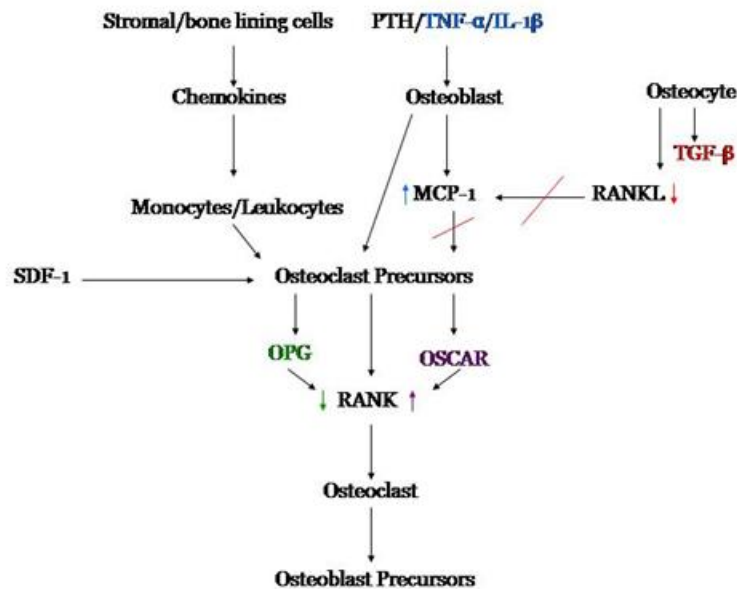 Stromal/bone lining cells
PTH/TNF-α/IL-1β
Chemokines
Osteoblast
Osteocyte
TGF-β
↑ MCP-1
RANKL ↓
Monocytes/Leukocytes
SDF-1
Osteoclast Precursors
OPG
OSCAR
↓ RANK ↑
Osteoclast
Osteoblast Precursors